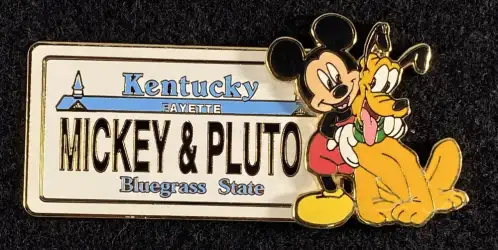 Kentucky
FAYETTE
MICKEY & PLUTO
Bluegrass State